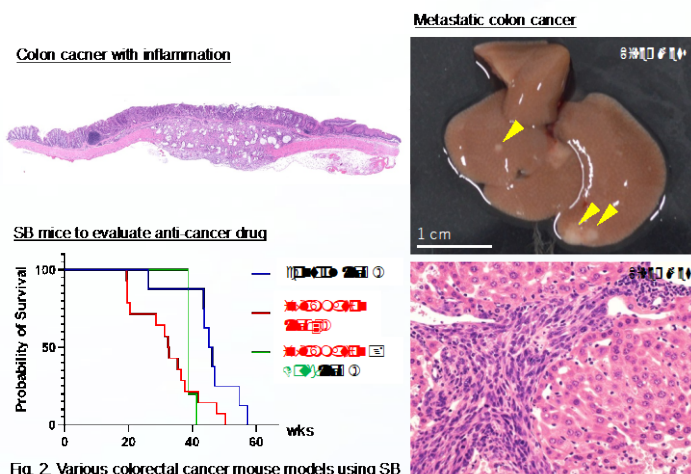 Colon cacner with inflammation
Metastatic colon cancer
1 cm
SB mice to evaluate anti-cancer drug
Probability of Survival
100
50
0
0
20
40
60
wks
Fig. 2. Various colorectal cancer mouse models using SB